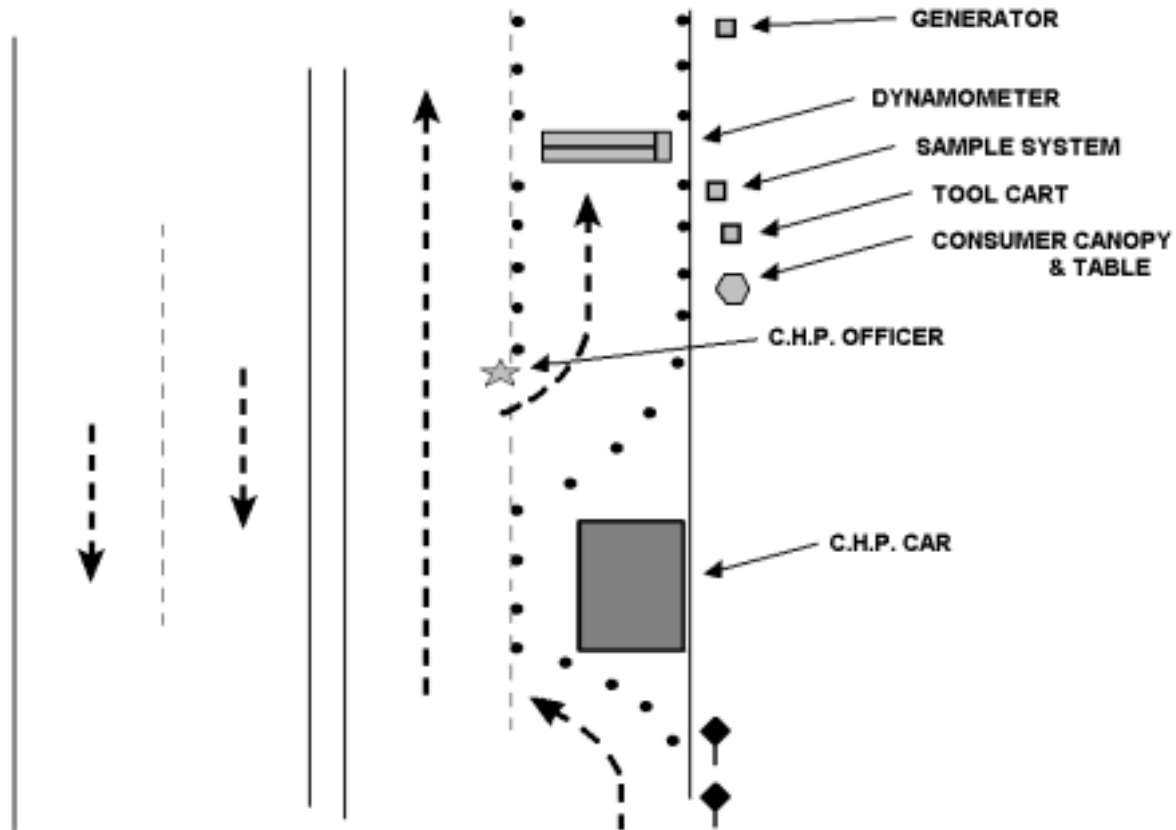 GENERATOR
DYNAMOMETER
SAMPLE SYSTEM
TOOL CART
CONSUMER CANOPY
& TABLE
C.H.P. OFFICER
C.H.P. CAR